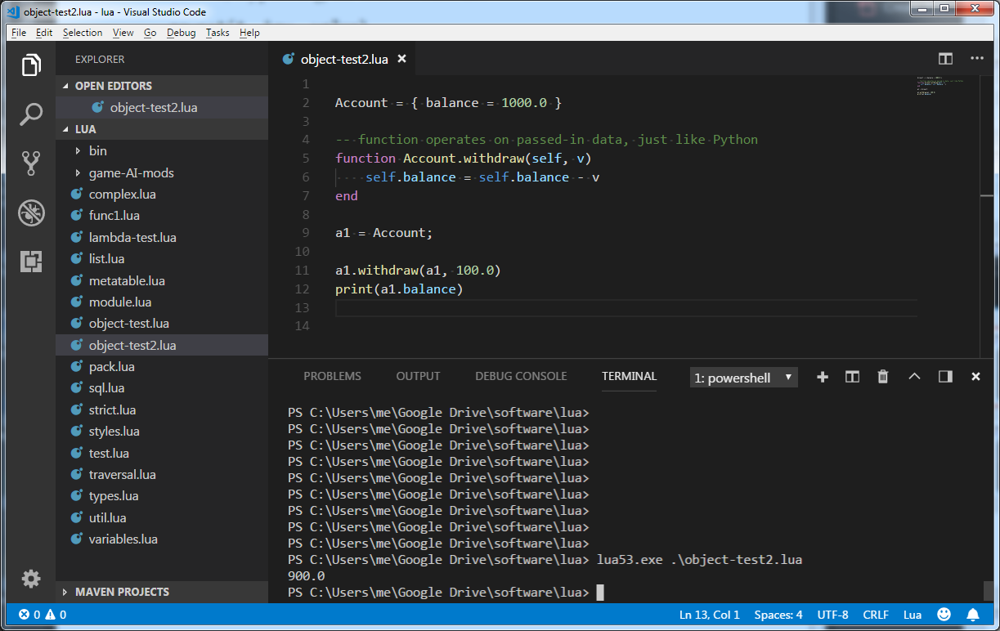 object-test2.lua - lua - Visual Studio Code
File Edit Selection View Go Debug Tasks Help
EXPLORER
OPEN EDITORS
object-test2.lua
LUA
bin
game-AI-mods
complex.lua
func1.lua
lambda-test.lua
list.lua
metatable.lua
module.lua
object-test.lua
object-test2.lua
pack.lua
sql.lua
strict.lua
styles.lua
test.lua
traversal.lua
types.lua
util.lua
variables.lua
MAVEN PROJECTS
object-test2.lua
1
2 Account = { balance = 1000.0 }
3
4 -- function operates on passed-in data, just like Python
5 function Account.withdraw(self, v)
6 self.balance = self.balance - v
7 end
8
9 a1 = Account;
10
11 a1.withdraw(a1, 100.0)
12 print(a1.balance)
13
14
PROBLEMS OUTPUT DEBUG CONSOLE TERMINAL 1: powershell
PS C:\Users\me\Google Drive\software\lua>
PS C:\Users\me\Google Drive\software\lua>
PS C:\Users\me\Google Drive\software\lua>
PS C:\Users\me\Google Drive\software\lua>
PS C:\Users\me\Google Drive\software\lua>
PS C:\Users\me\Google Drive\software\lua>
PS C:\Users\me\Google Drive\software\lua>
PS C:\Users\me\Google Drive\software\lua>
PS C:\Users\me\Google Drive\software\lua>
PS C:\Users\me\Google Drive\software\lua> lua53.exe .\object-test2.lua
900.0
PS C:\Users\me\Google Drive\software\lua>
0 0 Ln 13, Col 1 Spaces: 4 UTF-8 CRLF Lua